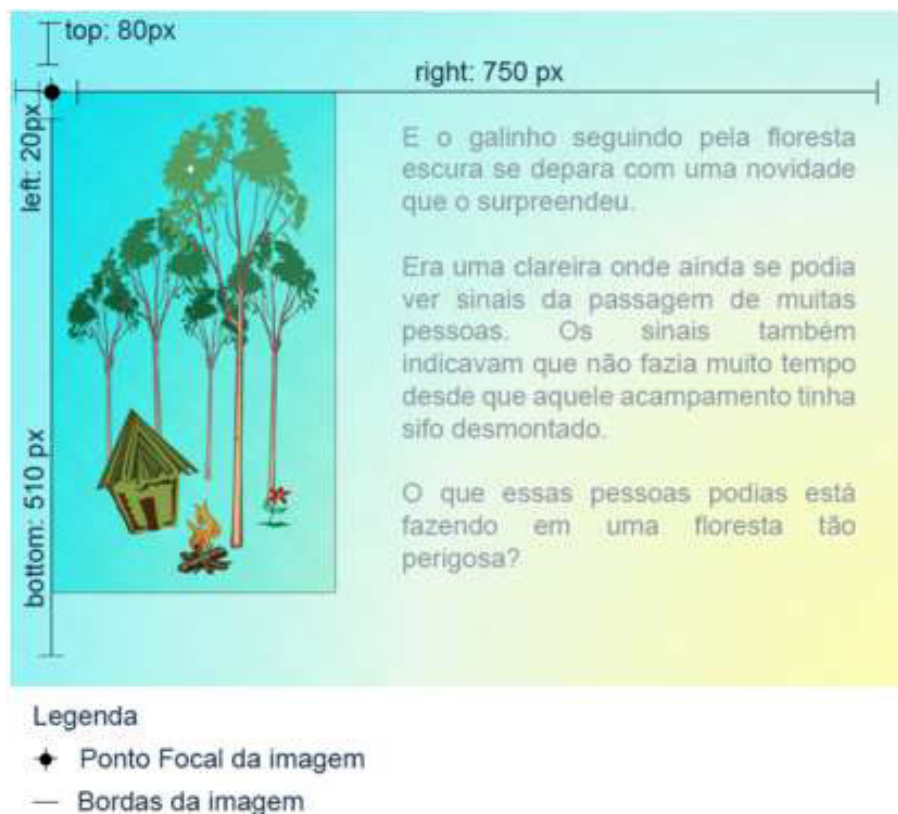 top: 80px
right: 750 px
left: 20px
bottom: 510 px
E o galinho seguindo pela floresta
escura se depara com uma novidade
que o surpreendeu.
Era uma clareira onde ainda se podia
ver sinais da passagem de muitas
pessoas. Os sinais também
indicavam que não fazia muito tempo
desde que aquele acampamento tinha
sifo desmontado.
O que essas pessoas podias está
fazendo em uma floresta tão
perigosa?
Legenda
Ponto Focal da imagem
Bordas da imagem